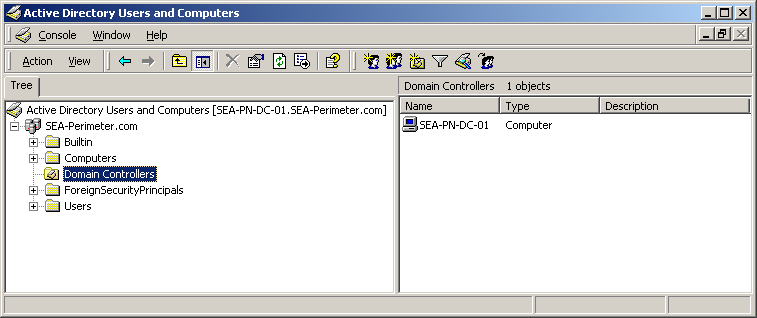 Active Directory Users and Computers
Console Window Help
Action View
Tree
Domain Controllers 1 objects
Active Directory Users and Computers [SEA-PN-DC-01.SEA-Perimeter.com]
SEA-Perimeter.com
Builtin
Computers
Domain Controllers
ForeignSecurityPrincipals
Users
Name Type Description
SEA-PN-DC-01 Computer